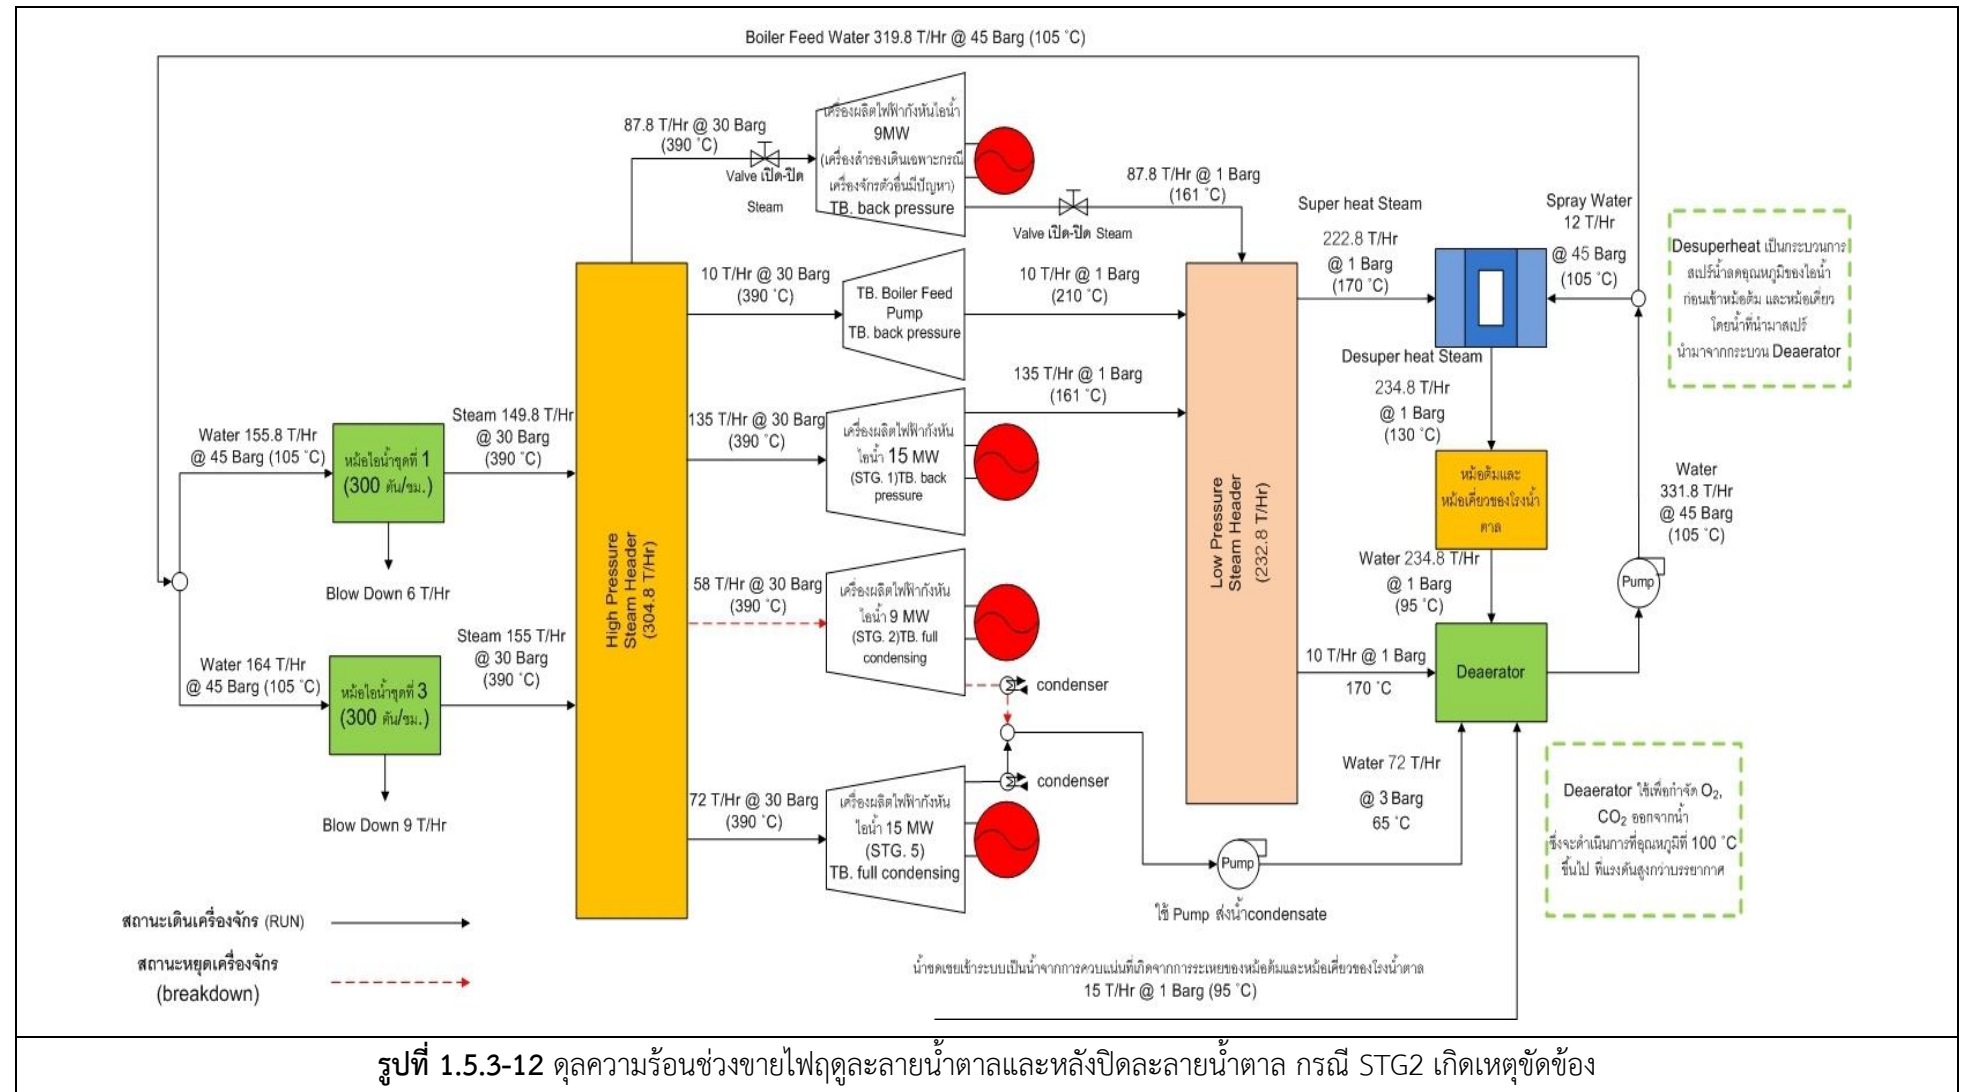 Boiler Feed Water 319.8 T/Hr @ 45 Barg (105 ˚C)
87.8 T/Hr @ 30 Barg
(390 ˚C)
Valve เปิด-ปิด
Steam
เครื่องผลิตไฟฟ้ากังหันไอน้ำ
9MW
(เครื่องสำรองเดินเฉพาะกรณี
เครื่องจักรตัวอื่นมีปัญหา)
TB. back pressure
Valve เปิด-ปิด Steam
87.8 T/Hr @ 1 Barg
(161 ˚C)
Super heat Steam
222.8 T/Hr
@ 1 Barg
(170 ˚C)
Spray Water
12 T/Hr
@ 45 Barg
(105 ˚C)
Desuperheat เป็นกระบวนการ
สเปร์น้ำลดอุณหภูมิของไอน้ำ
ก่อนเข้าหม้อต้ม และหม้อเคี่ยว
โดยน้ำที่นำมาสเปร์
นำมาจากกระบวน Deaerator
10 T/Hr @ 30 Barg
(390 ˚C)
TB. Boiler Feed
Pump
TB. back pressure
10 T/Hr @ 1 Barg
(210 ˚C)
Desuper heat Steam
234.8 T/Hr
@ 1 Barg
(130 ˚C)
135 T/Hr @ 30 Barg
(390 ˚C)
เครื่องผลิตไฟฟ้ากังหัน
ไอน้ำ 15 MW
(STG. 1)TB. back
pressure
135 T/Hr @ 1 Barg
(161 ˚C)
Water 155.8 T/Hr
@ 45 Barg (105 ˚C)
หม้อไอน้ำชุดที่ 1
(300 ตัน/ชม.)
Steam 149.8 T/Hr
@ 30 Barg
(390 ˚C)
Blow Down 6 T/Hr
High Pressure
Steam Header
(304.8 T/Hr)
Low Pressure
Steam Header
(232.8 T/Hr)
หม้อต้มและ
หม้อเคี่ยวของโรงน้ำ
ตาล
Water
331.8 T/Hr
@ 45 Barg
(105 ˚C)
Pump
58 T/Hr @ 30 Barg
(390 ˚C)
เครื่องผลิตไฟฟ้ากังหัน
ไอน้ำ 9 MW
(STG. 2)TB. full
condensing
condenser
Water 234.8 T/Hr
@ 1 Barg
(95 ˚C)
Water 164 T/Hr
@ 45 Barg (105 ˚C)
หม้อไอน้ำชุดที่ 3
(300 ตัน/ชม.)
Steam 155 T/Hr
@ 30 Barg
(390 ˚C)
Blow Down 9 T/Hr
10 T/Hr @ 1 Barg
170 ˚C
Deaerator
72 T/Hr @ 30 Barg
(390 ˚C)
เครื่องผลิตไฟฟ้ากังหัน
ไอน้ำ 15 MW
(STG. 5)
TB. full condensing
condenser
Pump
ใช้ Pump ส่งน้ำcondensate
Water 72 T/Hr
@ 3 Barg
65 ˚C
Deaerator ใช้เพื่อกำจัด O2,
CO2 ออกจากน้ำ
ซึ่งจะดำเนินการที่อุณหภูมิที่ 100 ˚C
ขึ้นไป ที่แรงดันสูงกว่าบรรยากาศ
สถานะเดินเครื่องจักร (RUN)
สถานะหยุดเครื่องจักร
(breakdown)
น้ำชดเชยเข้าระบบเป็นน้ำจากการควบแน่นที่เกิดจากการระเหยของหม้อต้มและหม้อเคี่ยวของโรงน้ำตาล
15 T/Hr @ 1 Barg (95 ˚C)
รูปที่ 1.5.3-12 ดุลความร้อนช่วงขายไฟฤดูละลายน้ำตาลและหลังปิดละลายน้ำตาล กรณี STG2 เกิดเหตุขัดข้อง